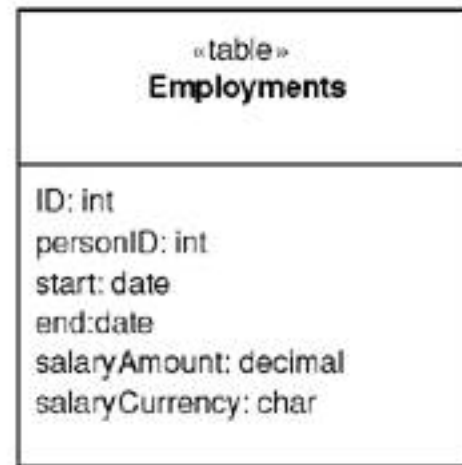 «table»
Employments
ID: int
personID: int
start: date
end:date
salaryAmount: decimal
salaryCurrency: char